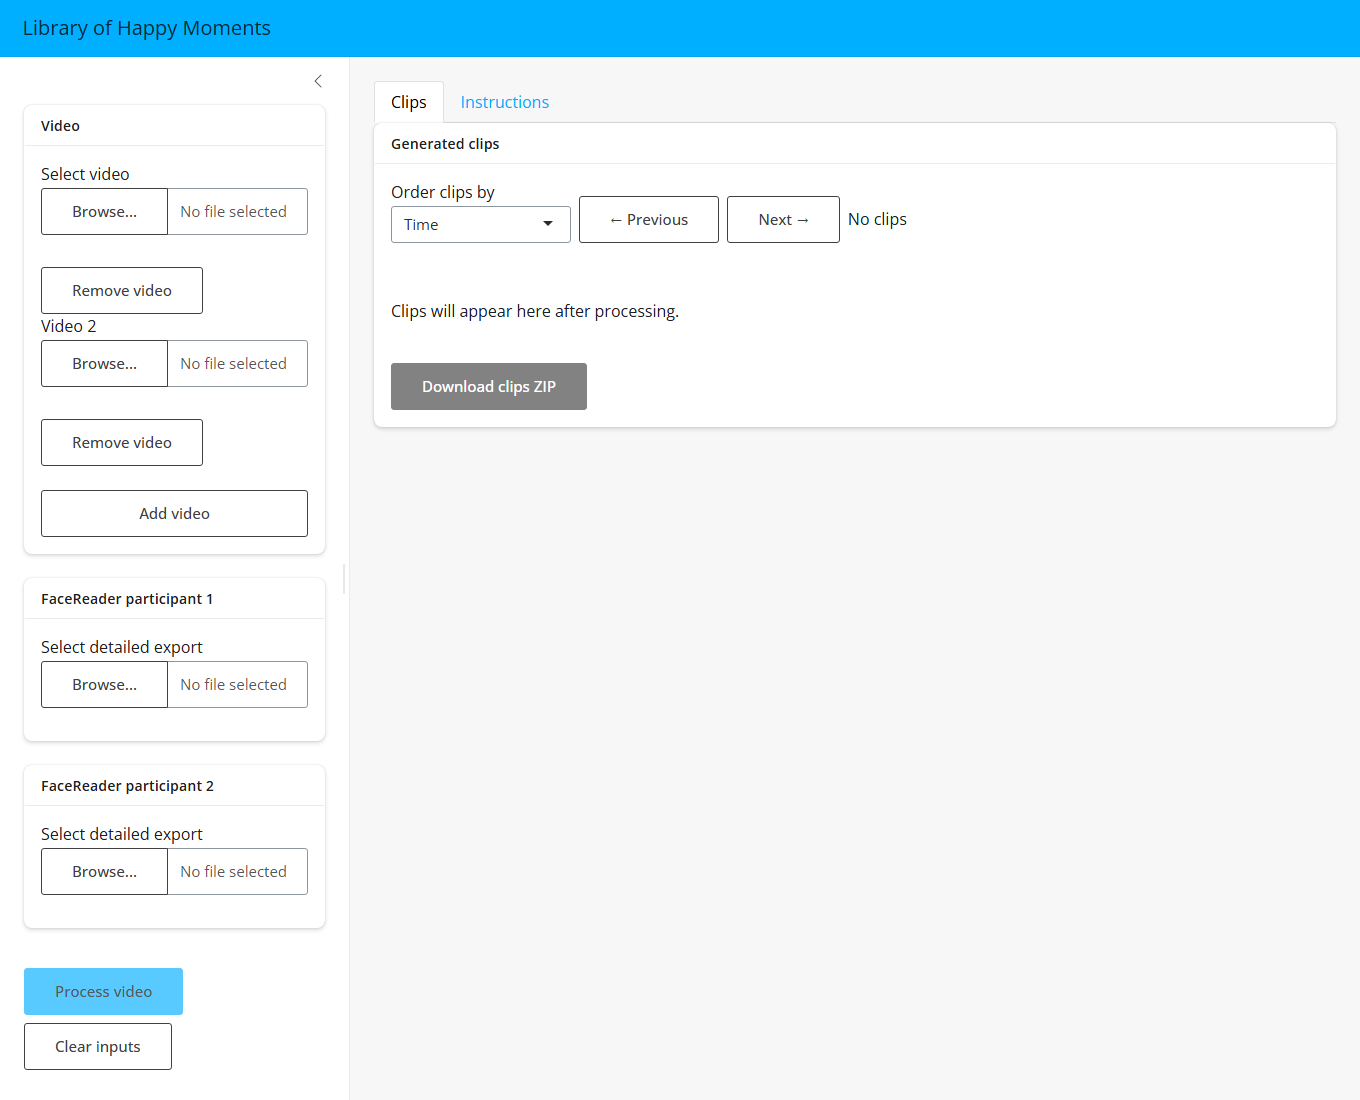 Library of Happy Moments
Video
Select video
Browse... No file selected
Remove video
Video 2
Browse... No file selected
Remove video
Add video
FaceReader participant 1
Select detailed export
Browse... No file selected
FaceReader participant 2
Select detailed export
Browse... No file selected
Process video
Clear inputs
Clips Instructions
Generated clips
Order clips by
Time ← Previous Next → No clips
Clips will appear here after processing.
Download clips ZIP